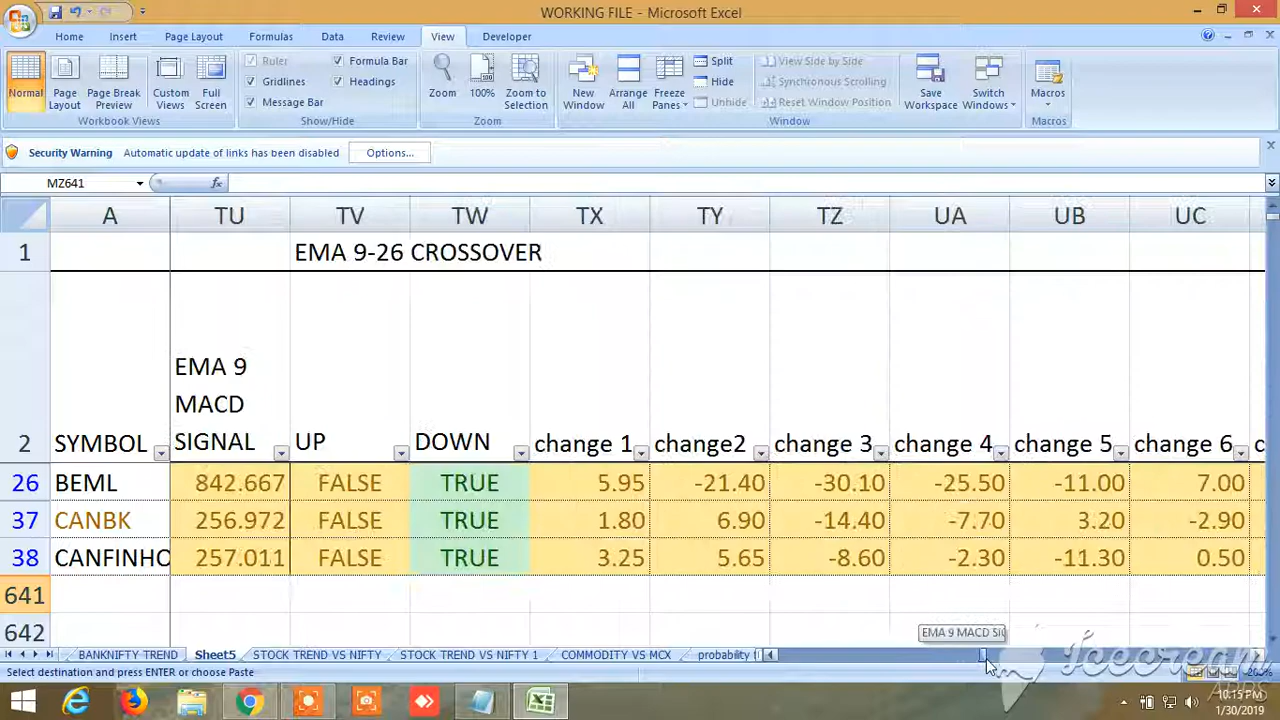 WORKING FILE - Microsoft Excel
Home Insert Page Layout Formulas Data Review View Developer
Normal Page Layout Page Break Preview Custom Views Full Screen
Workbook Views
Ruler Formula Bar
Gridlines Headings
Message Bar
Show/Hide
Zoom 100% Zoom to Selection
Zoom
New Window Arrange All Freeze Panes
Split View Side by Side
Hide Synchronous Scrolling
Unhide Reset Window Position
Window
Save Workspace Switch Windows
Macros
Macros
Security Warning Automatic update of links has been disabled Options...
MZ641 fx
A TU TV TW TX TY TZ UA UB UC
1 EMA 9-26 CROSSOVER
EMA 9
MACD
2 SYMBOL SIGNAL UP DOWN change 1 change2 change 3 change 4 change 5 change 6 c
26 BEML 842.667 FALSE TRUE 5.95 -21.40 -30.10 -25.50 -11.00 7.00
37 CANBK 256.972 FALSE TRUE 1.80 6.90 -14.40 -7.70 3.20 -2.90
38 CANFINHO 257.011 FALSE TRUE 3.25 5.65 -8.60 -2.30 -11.30 0.50
641
642
EMA 9 MACD SIG
BANKNIFTY TREND Sheet5 STOCK TREND VS NIFTY STOCK TREND VS NIFTY 1 COMMODITY VS MCX probability
Select destination and press ENTER or choose Paste 200%
Icecream
APPS
10:15 PM
1/30/2019